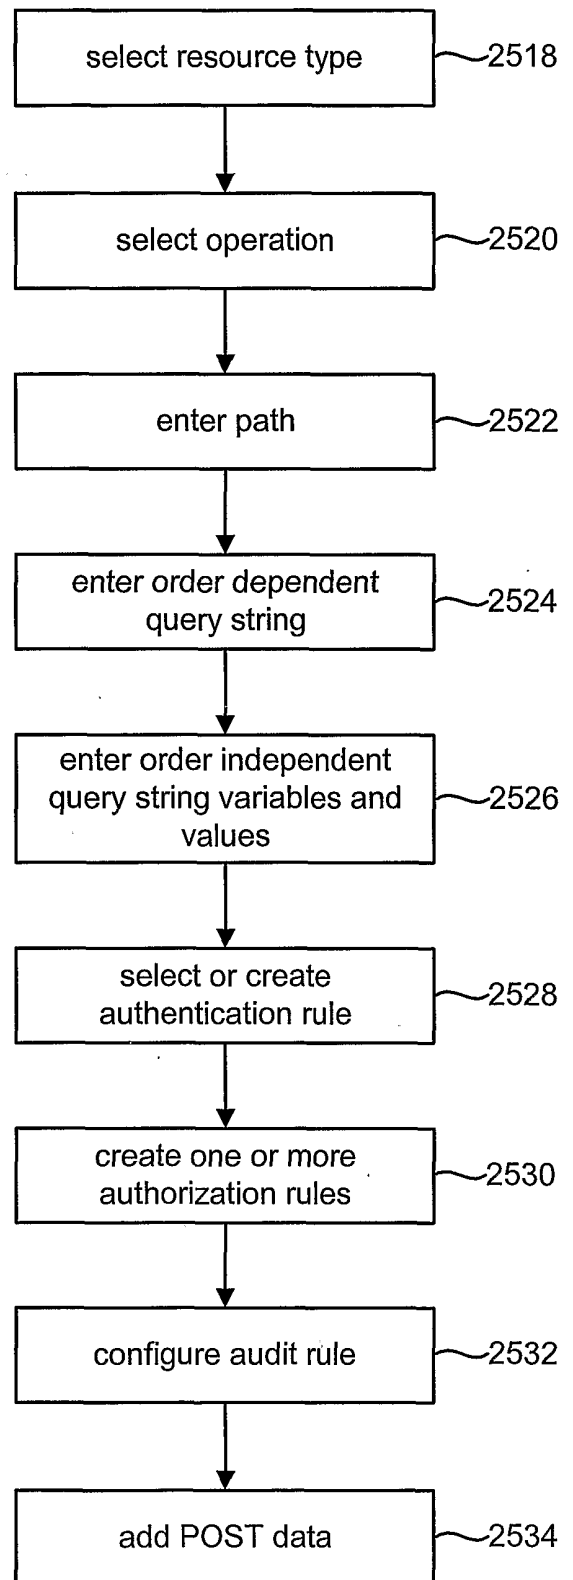 select resource type
2518
select operation
2520
enter path
2522
enter order dependent
query string
2524
enter order independent
query string variables and
values
2526
select or create
authentication rule
2528
create one or more
authorization rules
2530
configure audit rule
2532
add POST data
2534